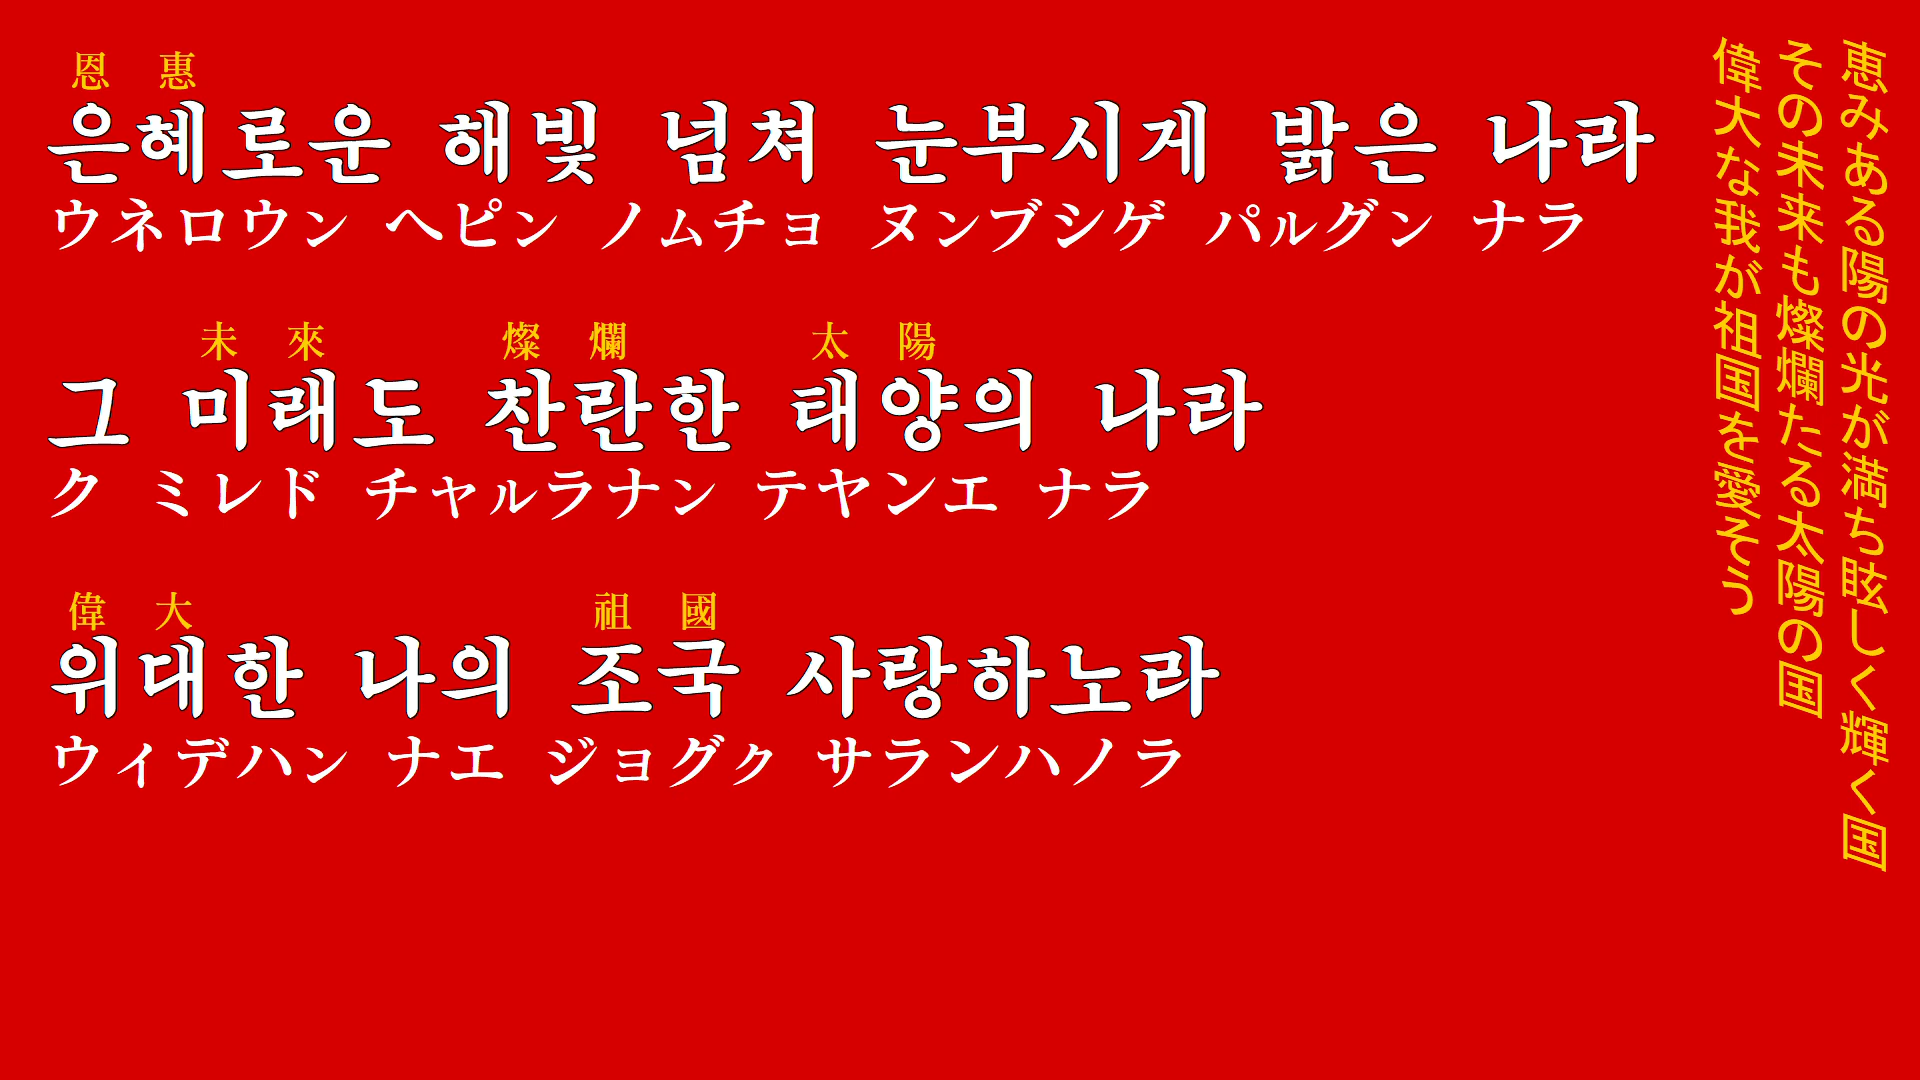 恩惠
은혜로운 해빛 넘쳐 눈부시게 밝은 나라
ウネロウン ヘピン ノムチョ ヌンブシゲ パルグン ナラ
未來 燦爛 太陽
그 미래도 찬란한 태양의 나라
ク ミレド チャルラナン テヤンエ ナラ
偉大 祖國
위대한 나의 조국 사랑하노라
ウィデハン ナエ ジョグク サランハノラ
恵みある陽の光が満ち眩しく輝く国
その未来も燦爛たる太陽の国
偉大な我が祖国を愛そう